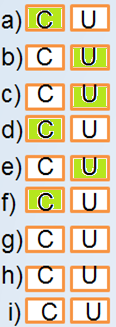 a) C U
b) C U
c) C U
d) C U
e) C U
f) C U
g) C U
h) C U
i) C U